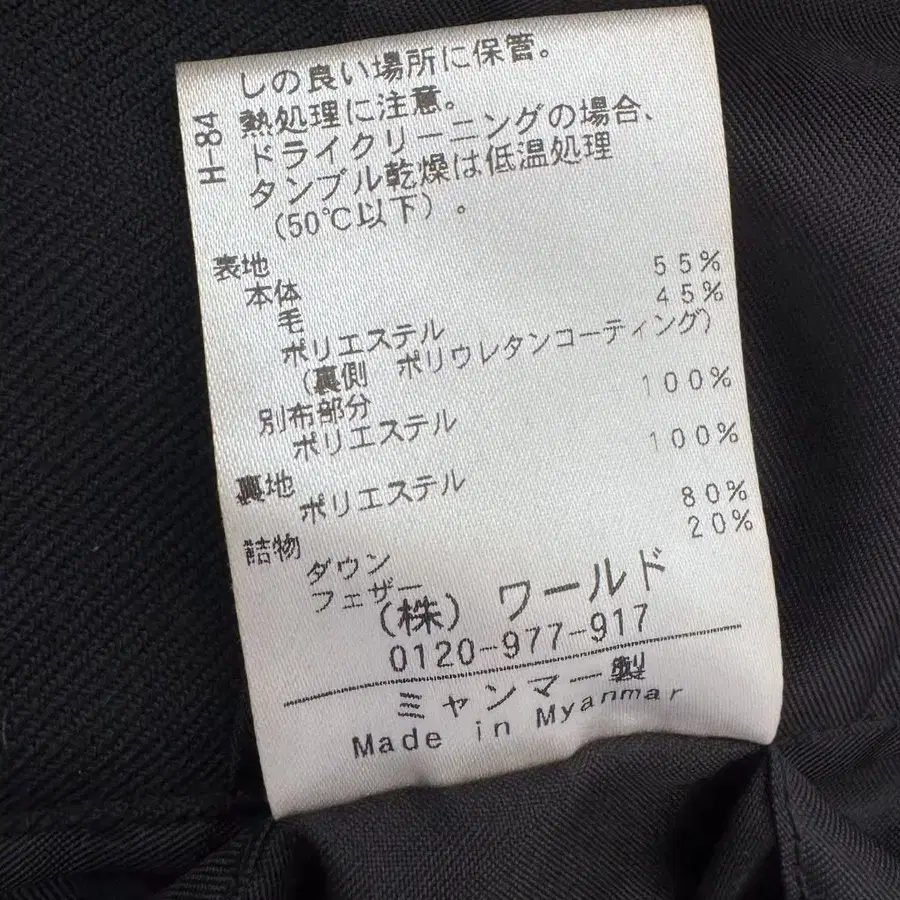 しの良い場所に保管。
熱処理に注意。
ドライクリーニングの場合、
タンブル乾燥は低温処理
(50℃以下)。
H-84
表地
本体
毛 55%
ポリエステル 45%
(裏側 ポリウレタンコーティング)
別布部分
ポリエステル 100%
裏地
ポリエステル 100%
詰物
ダウン 80%
フェザー 20%
(株) ワールド
0120-977-917
ミャンマー製
Made in Myanmar